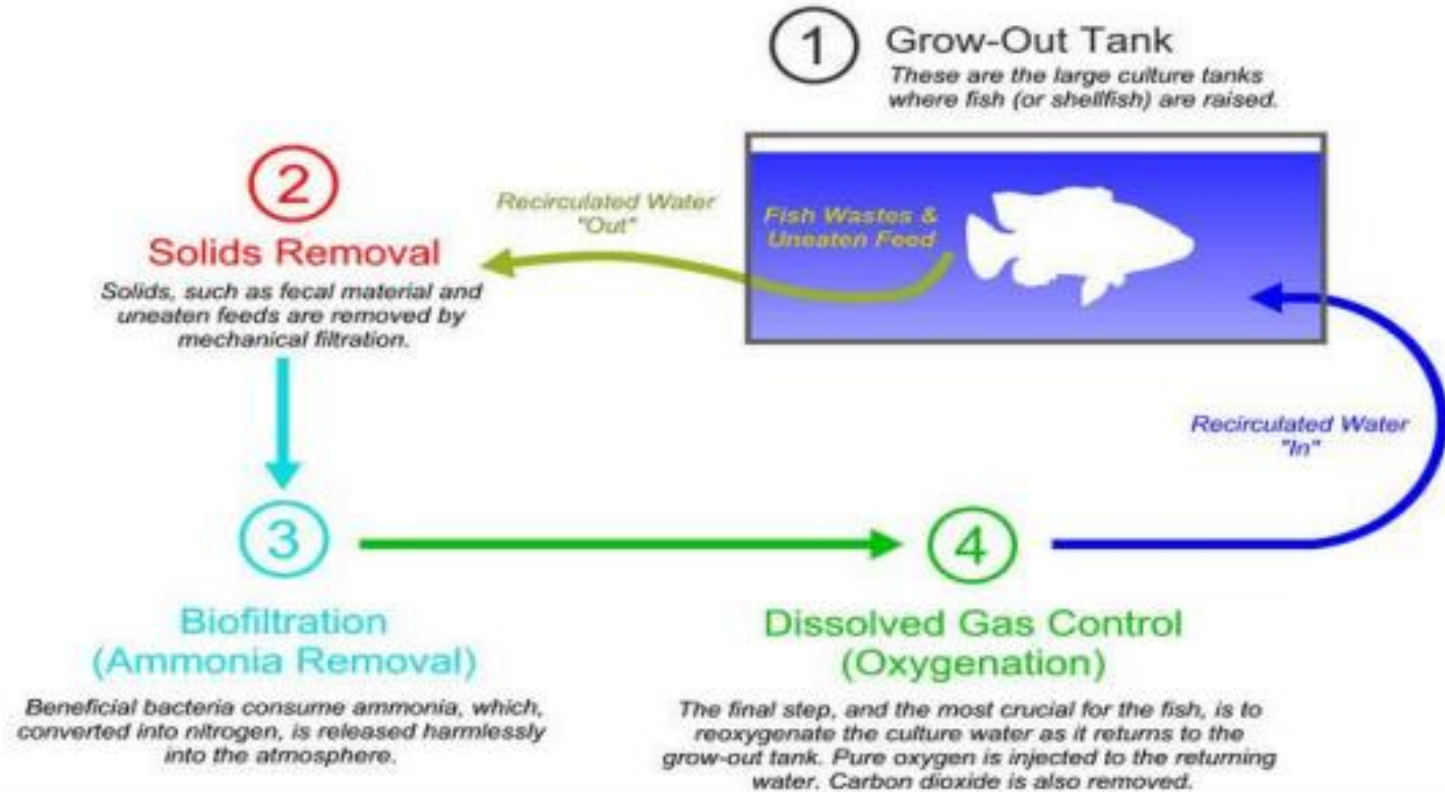 1
Grow-Out Tank
These are the large culture tanks
where fish (or shellfish) are raised.
2
Solids Removal
Solids, such as fecal material and
uneaten feeds are removed by
mechanical filtration.
Recirculated Water
"Out"
Fish Wastes &
Uneaten Feed
Recirculated Water
"In"
3
Biofiltration
(Ammonia Removal)
Beneficial bacteria consume ammonia, which,
converted into nitrogen, is released harmlessly
into the atmosphere.
4
Dissolved Gas Control
(Oxygenation)
The final step, and the most crucial for the fish, is to
reoxygenate the culture water as it returns to the
grow-out tank. Pure oxygen is injected to the returning
water. Carbon dioxide is also removed.